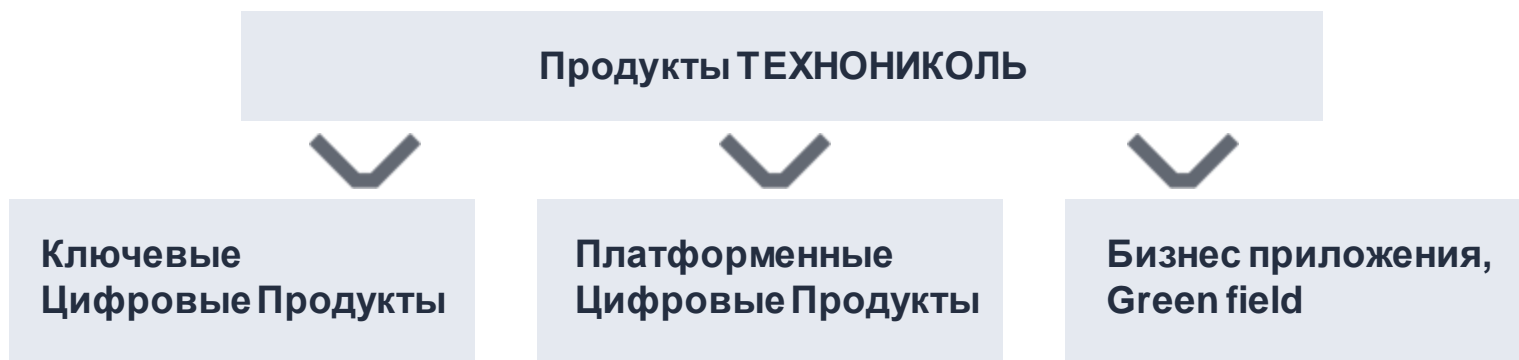 Продукты ТЕХНОНИКОЛЬ
Ключевые
Цифровые Продукты
Платформенные
Цифровые Продукты
Бизнес приложения,
Green field